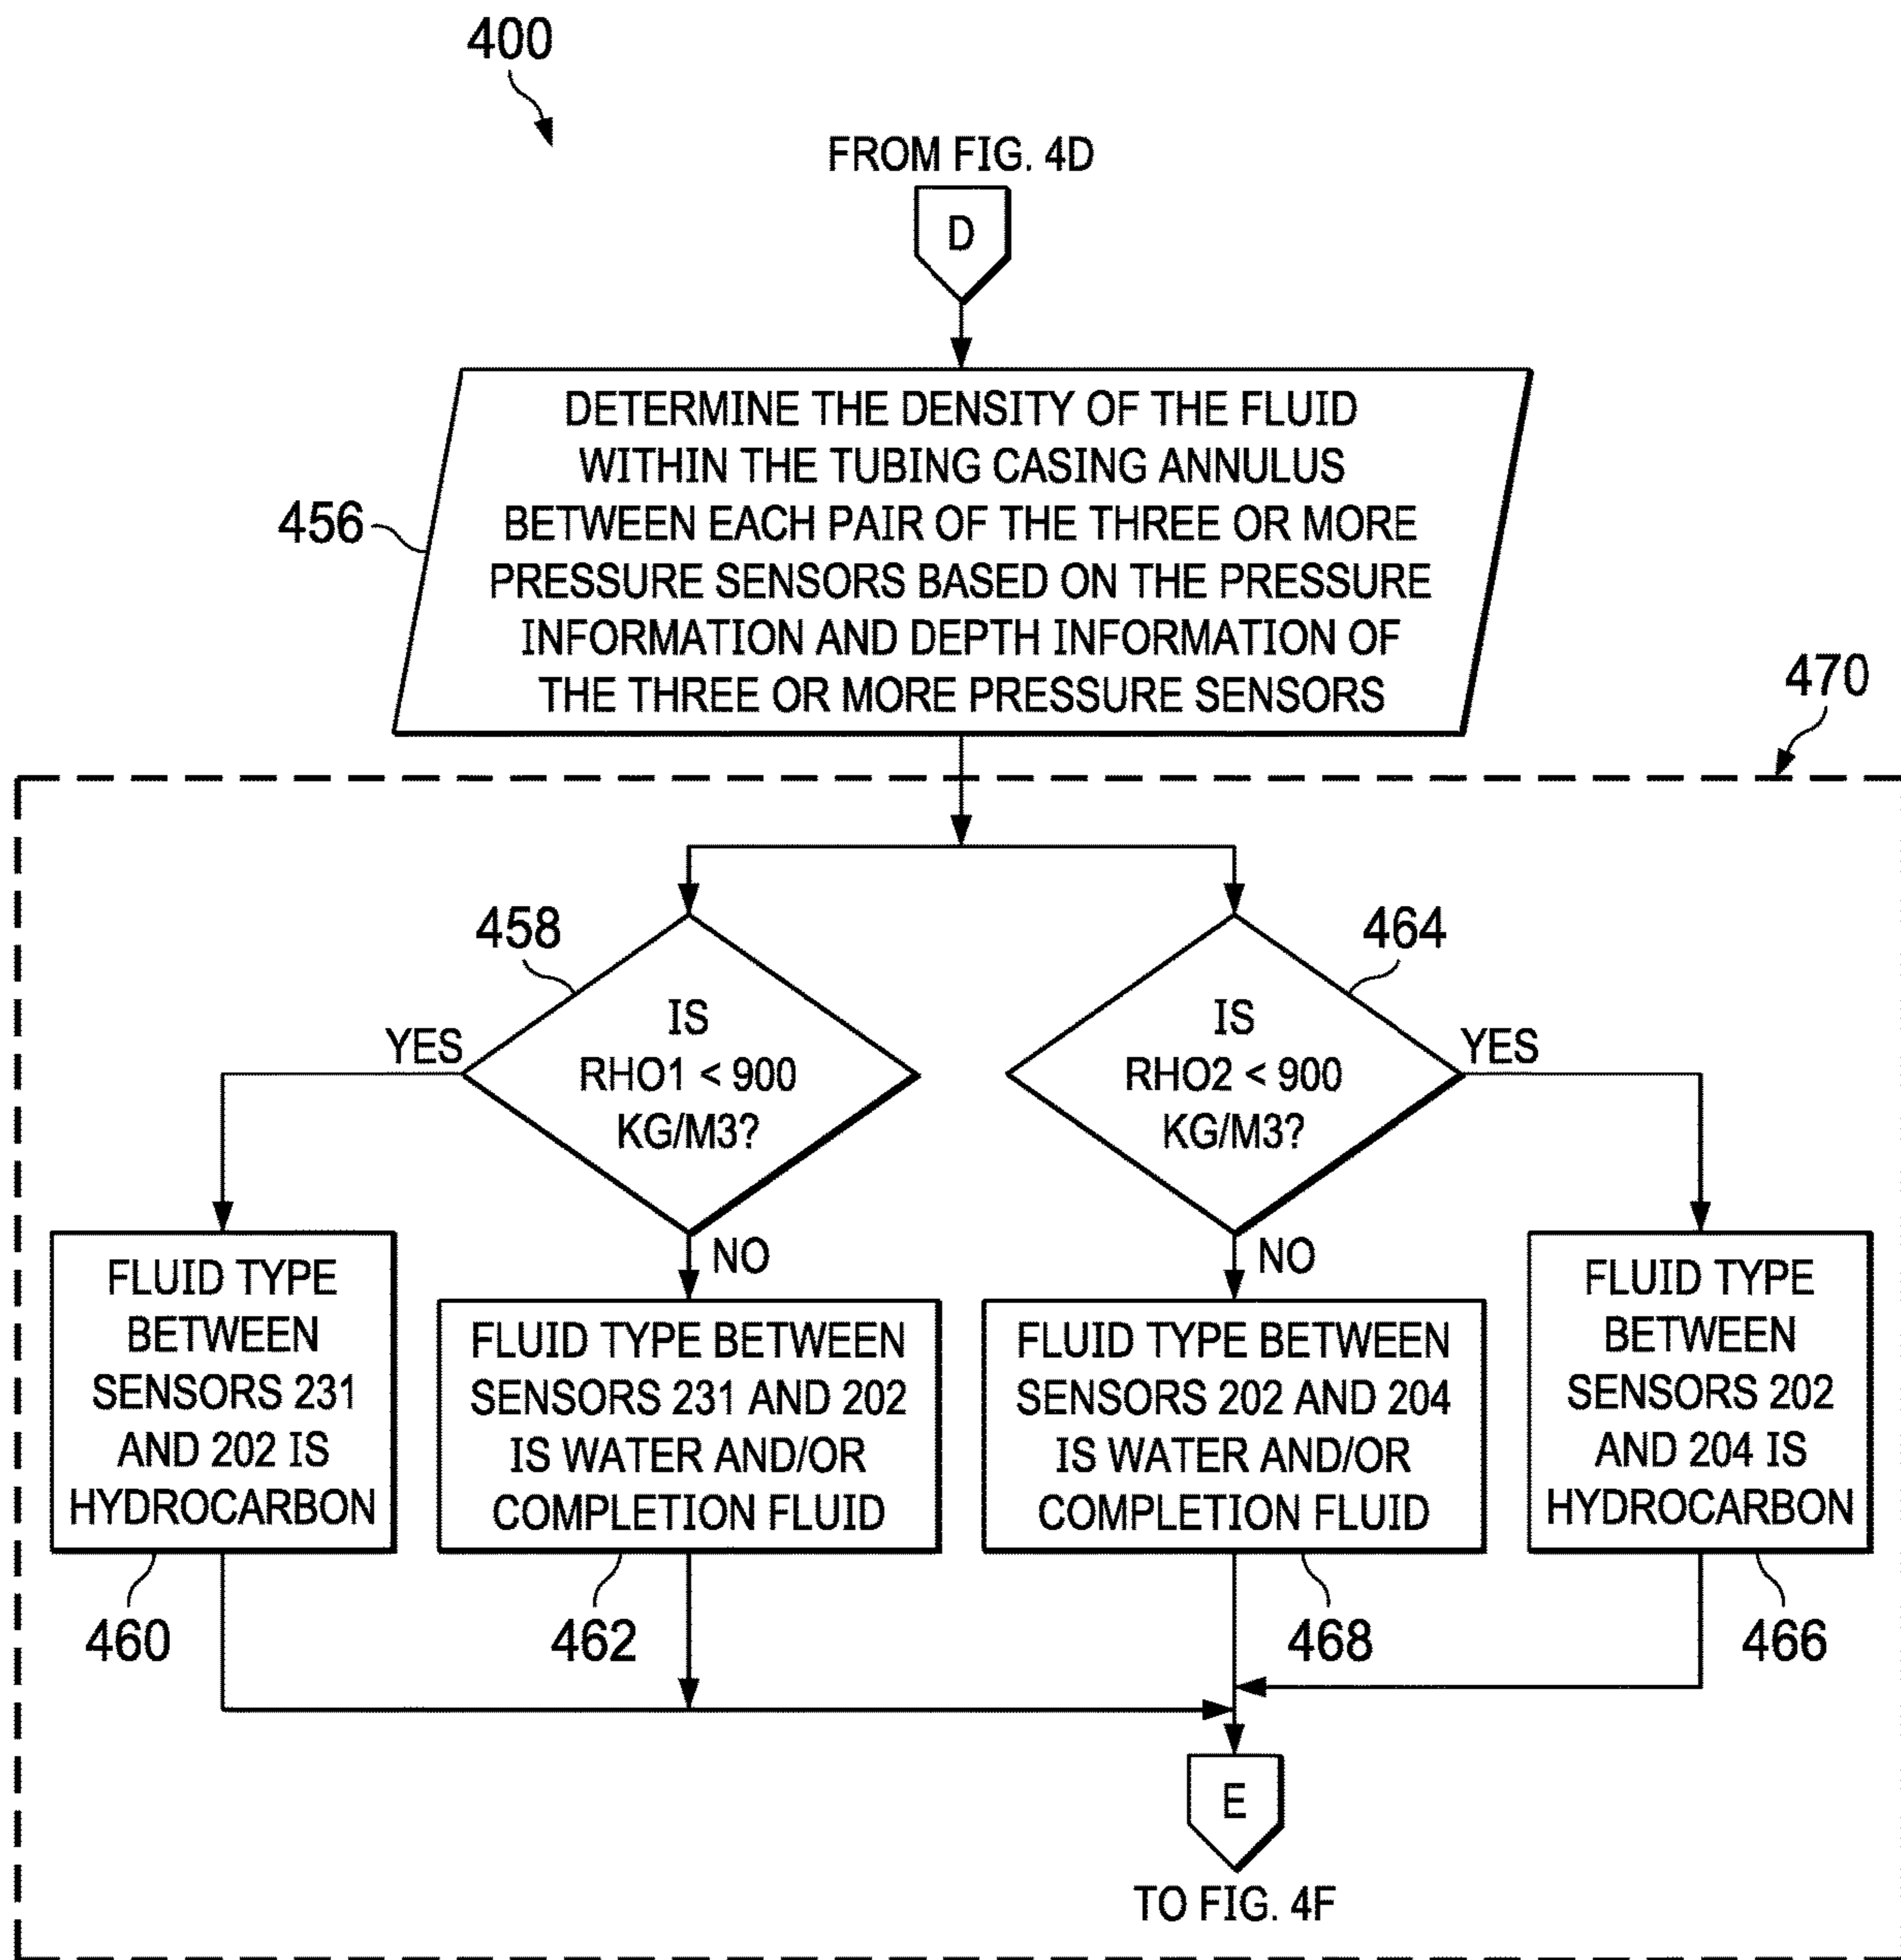 400
FROM FIG. 4D
D
DETERMINE THE DENSITY OF THE FLUID
WITHIN THE TUBING CASING ANNULUS
BETWEEN EACH PAIR OF THE THREE OR MORE
PRESSURE SENSORS BASED ON THE PRESSURE
INFORMATION AND DEPTH INFORMATION OF
THE THREE OR MORE PRESSURE SENSORS
456
470
458
IS
RHO1 < 900
KG/M3?
YES
NO
464
IS
RHO2 < 900
KG/M3?
YES
NO
FLUID TYPE
BETWEEN
SENSORS 231
AND 202 IS
HYDROCARBON
460
FLUID TYPE BETWEEN
SENSORS 231 AND 202
IS WATER AND/OR
COMPLETION FLUID
462
FLUID TYPE BETWEEN
SENSORS 202 AND 204
IS WATER AND/OR
COMPLETION FLUID
468
FLUID TYPE
BETWEEN
SENSORS 202
AND 204 IS
HYDROCARBON
466
E
TO FIG. 4F